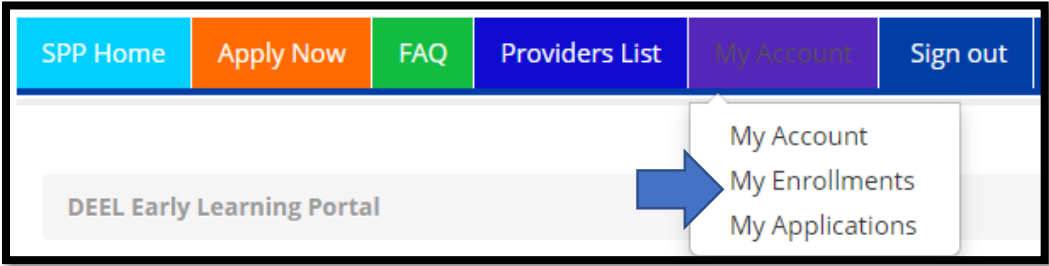 SPP Home Apply Now FAQ Providers List My Account Sign out
My Account
My Enrollments
DEEL Early Learning Portal
My Applications